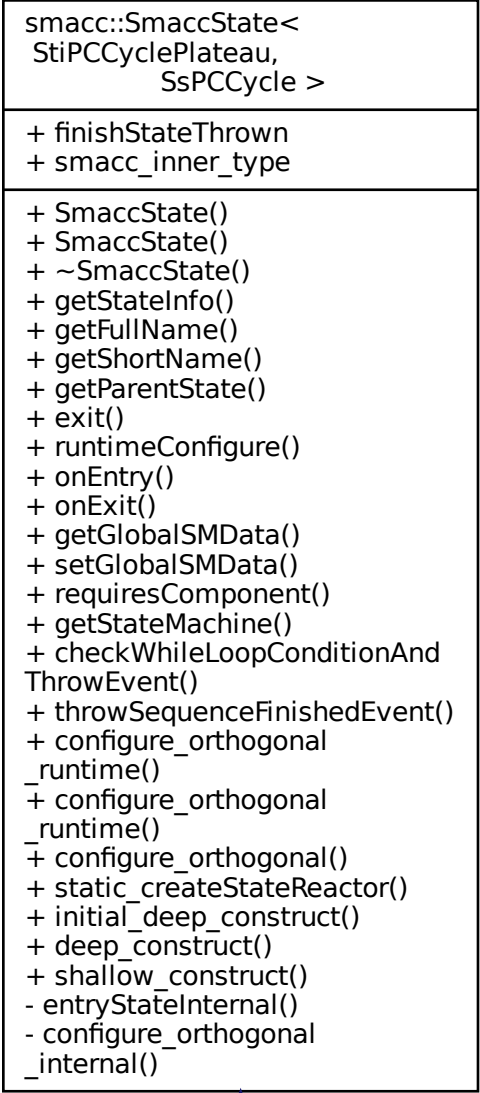 smacc::SmaccState<
StiPCCyclePlateau,
SsPCCycle >
+ finishStateThrown
+ smacc_inner_type
+ SmaccState()
+ SmaccState()
+ ~SmaccState()
+ getStateInfo()
+ getFullName()
+ getShortName()
+ getParentState()
+ exit()
+ runtimeConfigure()
+ onEntry()
+ onExit()
+ getGlobalSMData()
+ setGlobalSMData()
+ requiresComponent()
+ getStateMachine()
+ checkWhileLoopConditionAnd
ThrowEvent()
+ throwSequenceFinishedEvent()
+ configure_orthogonal
_runtime()
+ configure_orthogonal
_runtime()
+ configure_orthogonal()
+ static_createStateReactor()
+ initial_deep_construct()
+ deep_construct()
+ shallow_construct()
- entryStateInternal()
- configure_orthogonal
_internal()